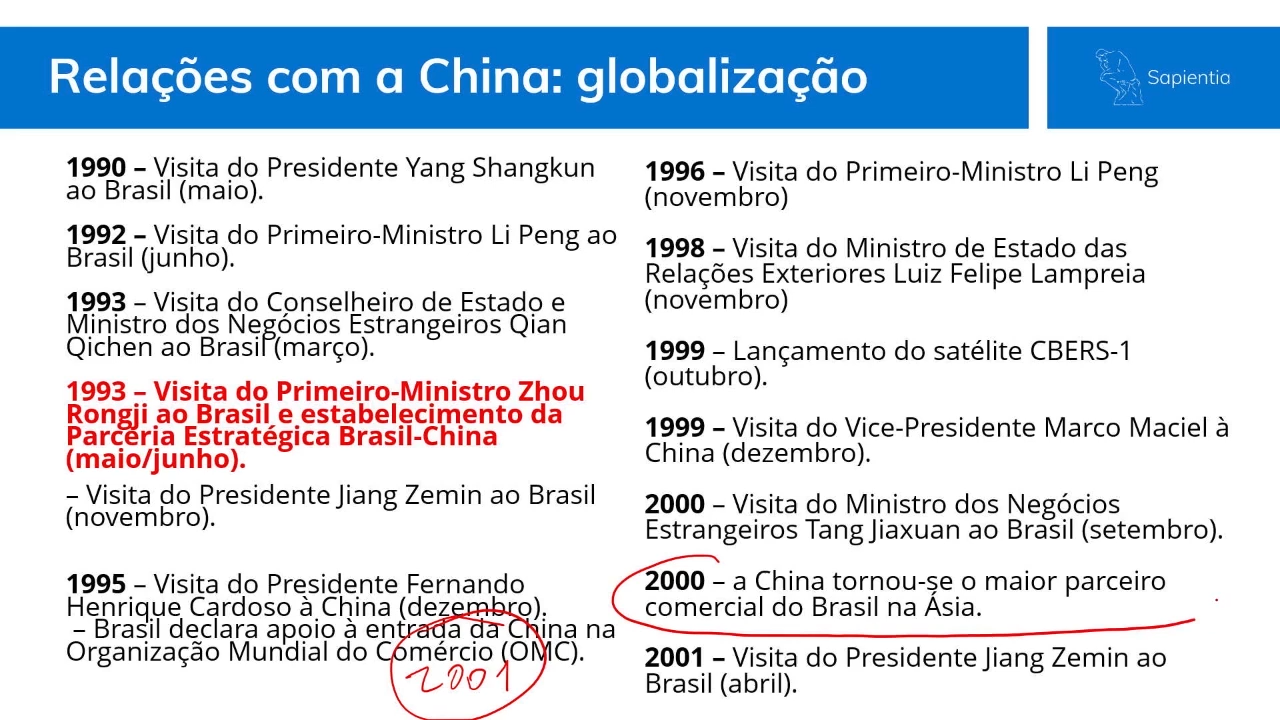 Relações com a China: globalização
Sapientia
1990 – Visita do Presidente Yang Shangkun
ao Brasil (maio).
1992 – Visita do Primeiro-Ministro Li Peng ao
Brasil (junho).
1993 – Visita do Conselheiro de Estado e
Ministro dos Negócios Estrangeiros Qian
Qichen ao Brasil (março).
1993 – Visita do Primeiro-Ministro Zhou
Rongji ao Brasil e estabelecimento da
Parceria Estratégica Brasil-China
(maio/junho).
– Visita do Presidente Jiang Zemin ao Brasil
(novembro).
1995 – Visita do Presidente Fernando
Henrique Cardoso à China (dezembro).
– Brasil declara apoio à entrada da China na
Organização Mundial do Comércio (OMC).
2001
1996 – Visita do Primeiro-Ministro Li Peng
(novembro)
1998 – Visita do Ministro de Estado das
Relações Exteriores Luiz Felipe Lampreia
(novembro)
1999 – Lançamento do satélite CBERS-1
(outubro).
1999 – Visita do Vice-Presidente Marco Maciel à
China (dezembro).
2000 – Visita do Ministro dos Negócios
Estrangeiros Tang Jiaxuan ao Brasil (setembro).
2000 – a China tornou-se o maior parceiro
comercial do Brasil na Ásia.
2001 – Visita do Presidente Jiang Zemin ao
Brasil (abril).